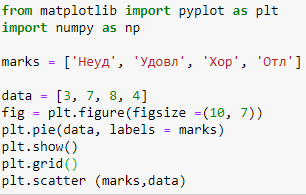 from matplotlib import pyplot as plt
import numpy as np
marks = ['Неуд', 'Удовл', 'Хор', 'Отл']
data = [3, 7, 8, 4]
fig = plt.figure(figsize =(10, 7))
plt.pie(data, labels = marks)
plt.show()
plt.grid()
plt.scatter (marks,data)